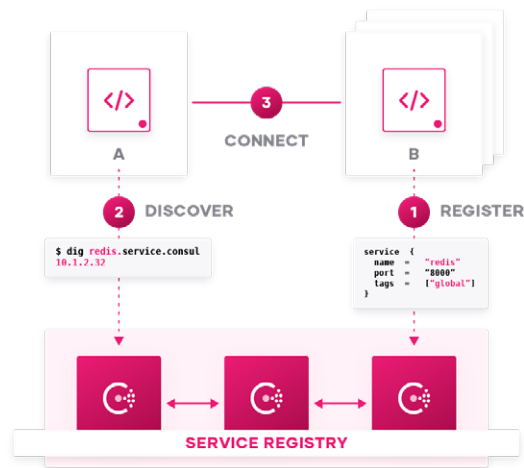 </>
</>
3
CONNECT
A
B
2 DISCOVER
1 REGISTER
$ dig redis.service.consul
10.1.2.32
service {
name = "redis"
port = "8000"
tags = ["global"]
}
SERVICE REGISTRY